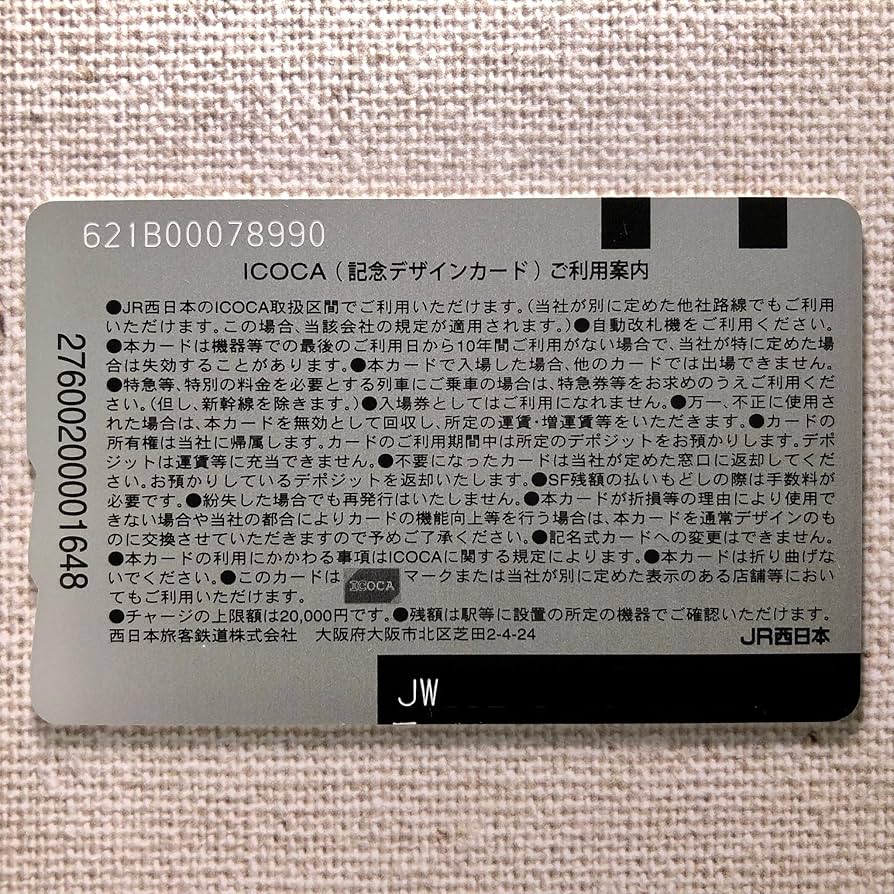 621B00078990
ICOCA(記念デザインカード)ご利用案内
●JR西日本のICOCA取扱区間でご利用いただけます。(当社が別に定めた他社路線でもご利用
いただけます。この場合、当該会社の規定が適用されます。)●自動改札機をご利用ください。
●本カードは機器等での最後のご利用日から10年間ご利用がない場合で、当社が特に定めた場合
は失効することがあります。●本カードで入場した場合、他のカードでは出場できません。
●特急等、特別の料金を必要とする列車にご乗車の場合は、特急券等をお求めのうえご利用くだ
さい。(但し、新幹線を除きます。)●入場券としてはご利用になれません。●万一、不正に使用さ
れた場合は、本カードを無効として回収し、所定の運賃・増運賃等をいただきます。●カードの
所有権は当社に帰属します。カードのご利用期間中は所定のデポジットをお預かりします。デポ
ジットは運賃等に充当できません。●不要になったカードは当社が定めた窓口に返却してくだ
さい。お預かりしているデポジットを返却いたします。●SF残額の払いもどしの際は手数料が
必要です。●紛失した場合でも再発行はいたしません。●本カードが折損等の理由により使用で
きない場合や当社の都合によりカードの機能向上等を行う場合は、本カードを通常デザインのも
のに交換させていただきますので予めご了承ください。●記名式カードへの変更はできません。
●本カードの利用にかかわる事項はICOCAに関する規定によります。●本カードは折り曲げな
いでください。●このカードは ICOCA マークまたは当社が別に定めた表示のある店舗等におい
てもご利用いただけます。
●チャージの上限額は20,000円です。●残額は駅等に設置の所定の機器でご確認いただけます。
西日本旅客鉄道株式会社 大阪府大阪市北区芝田2-4-24
JR西日本
JW
27600200001648